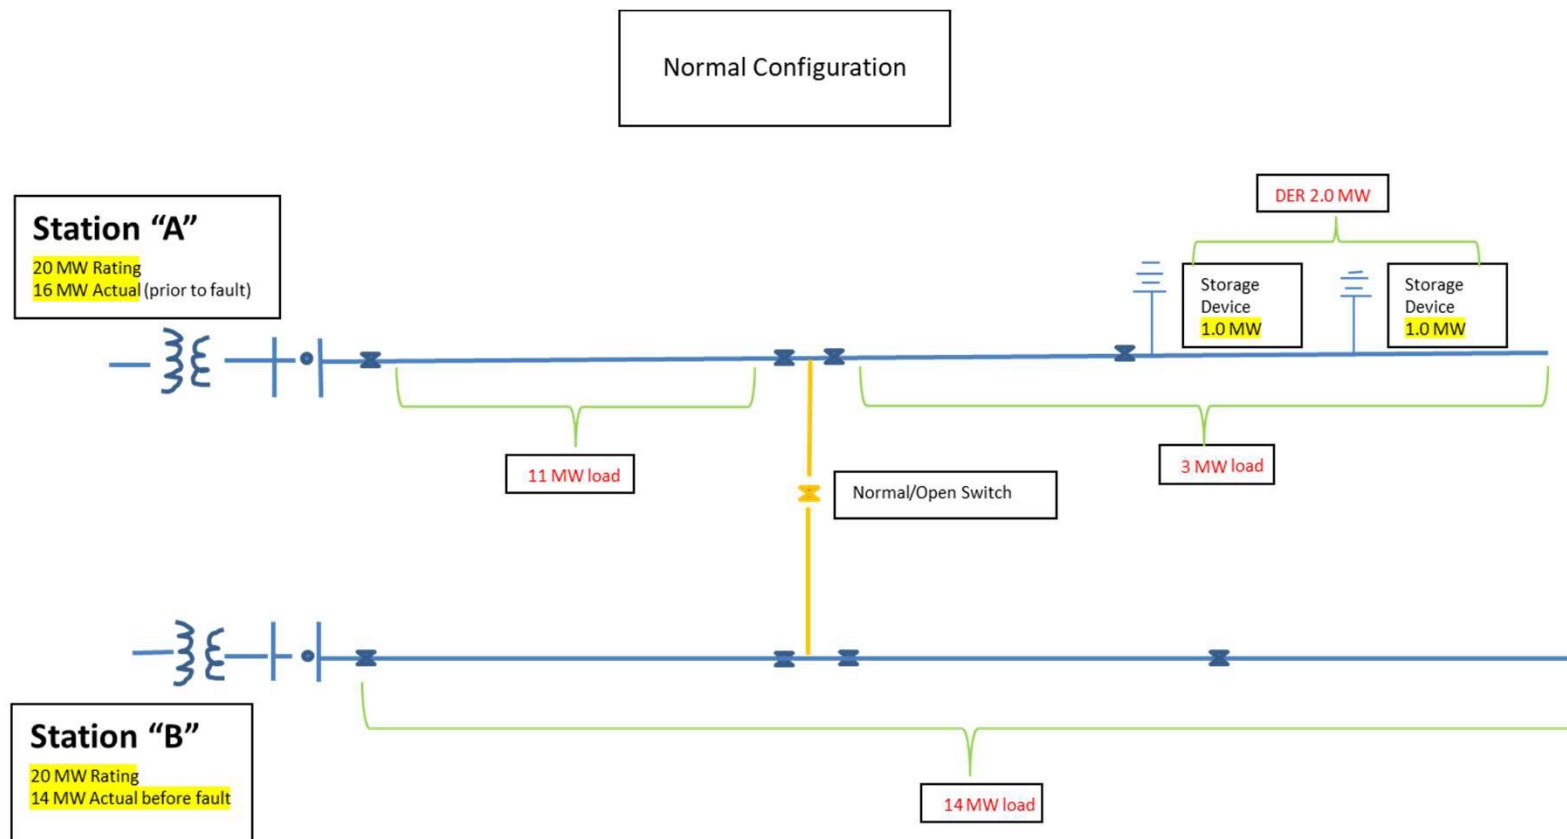 Normal Configuration
DER 2.0 MW
Station “A”
20 MW Rating
16 MW Actual (prior to fault)
Storage
Device
1.0 MW
Storage
Device
1.0 MW
11 MW load
3 MW load
Normal/Open Switch
Station “B”
20 MW Rating
14 MW Actual before fault
14 MW load